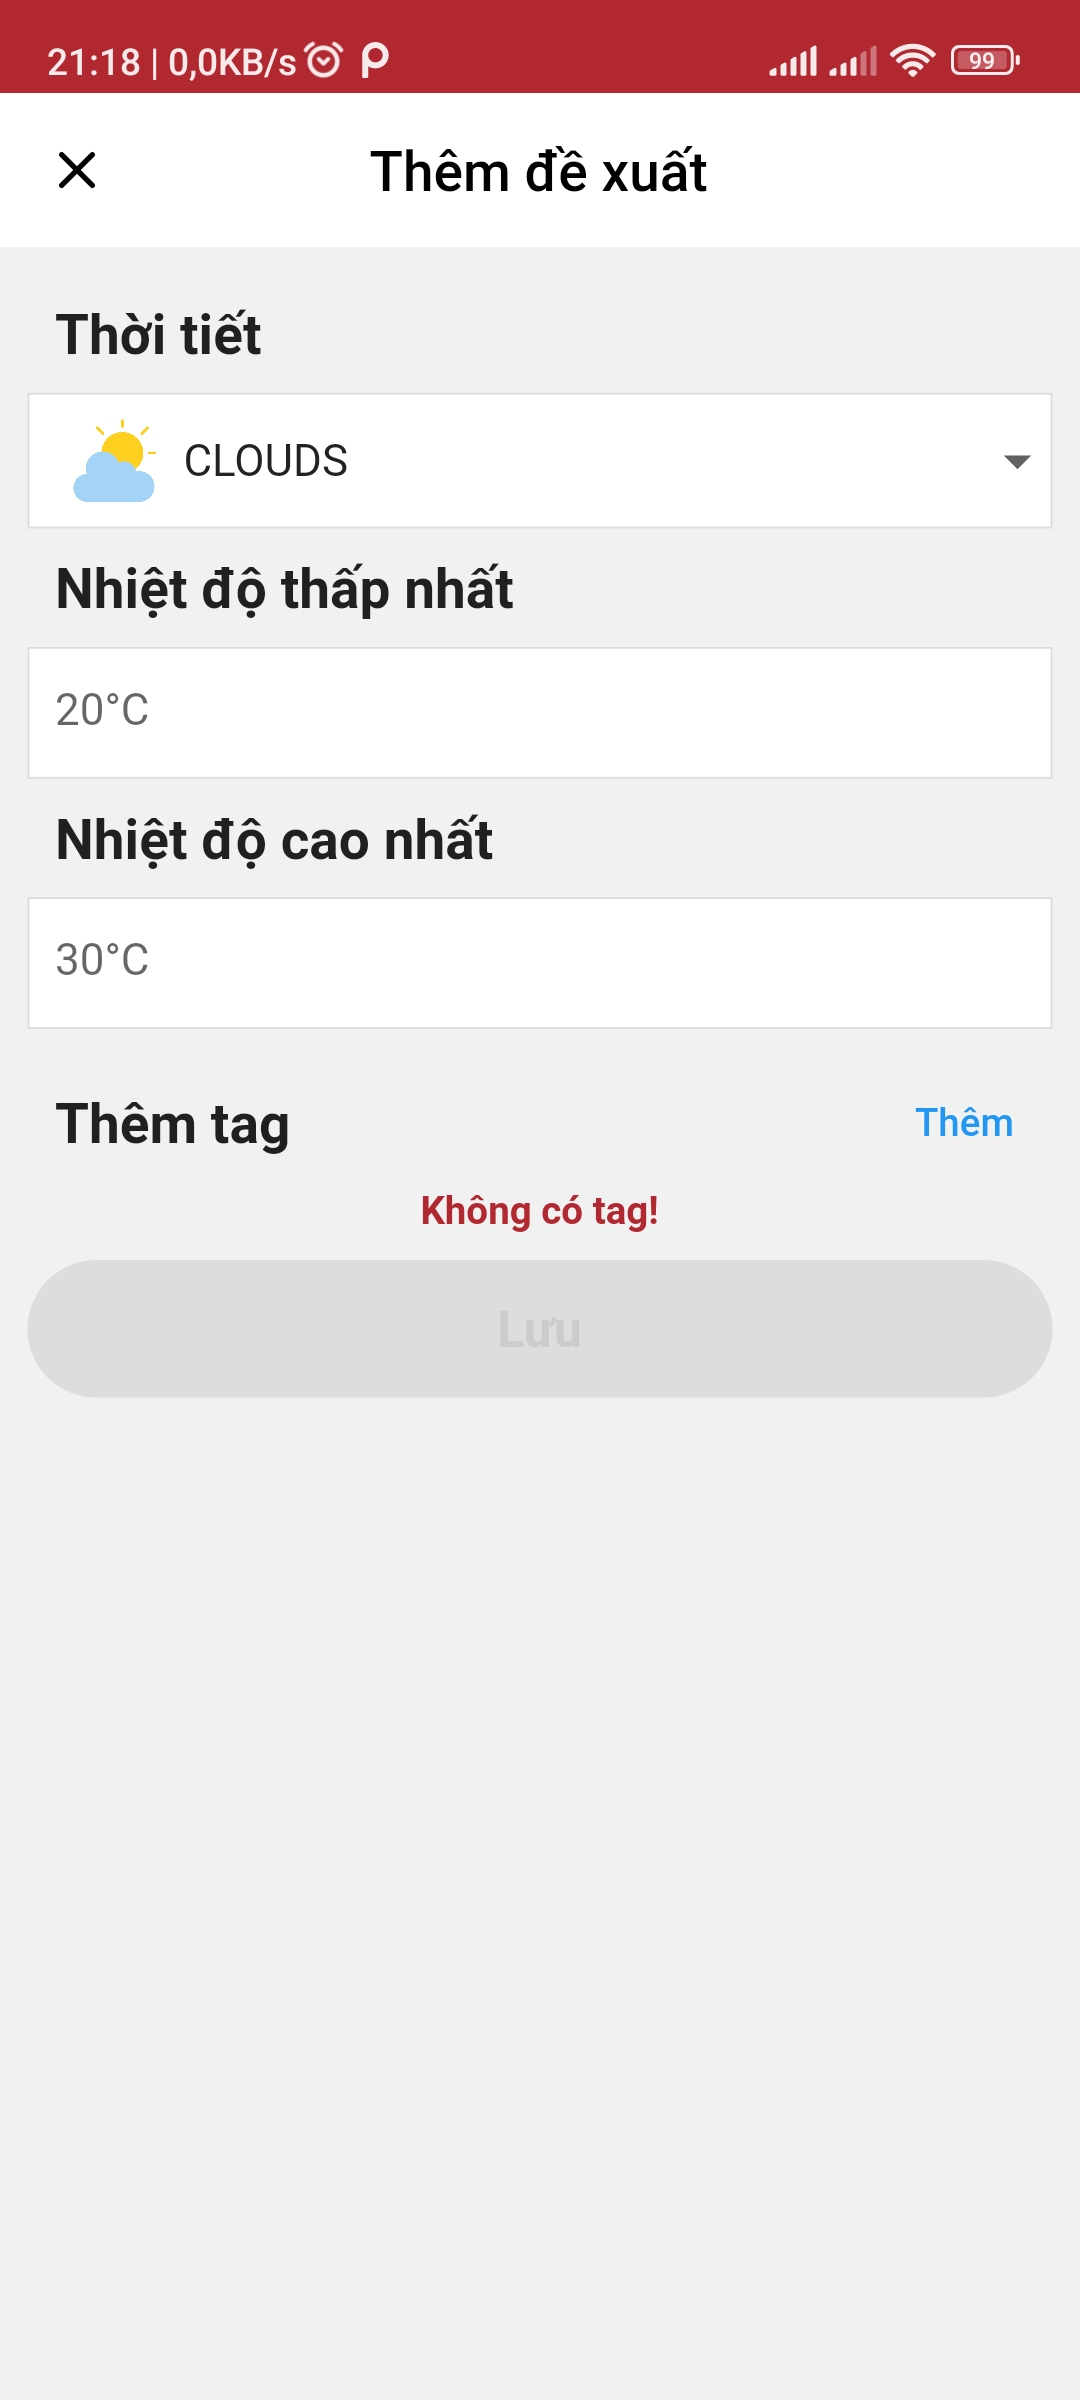 21:18 | 0,0KB/s
99
Thêm đề xuất
Thời tiết
CLOUDS
Nhiệt độ thấp nhất
20°C
Nhiệt độ cao nhất
30°C
Thêm tag
Thêm
Không có tag!
Lưu